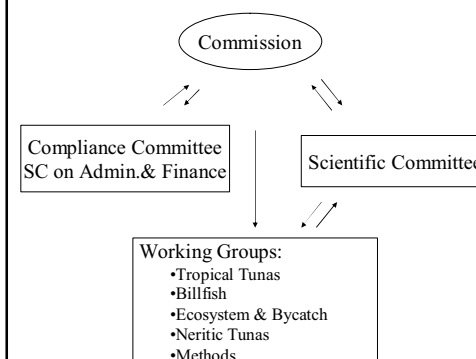 Commission
Compliance Committee
SC on Admin.& Finance
Scientific Committee
Working Groups:
•Tropical Tunas
•Billfish
•Ecosystem & Bycatch
•Neritic Tunas
•Methods